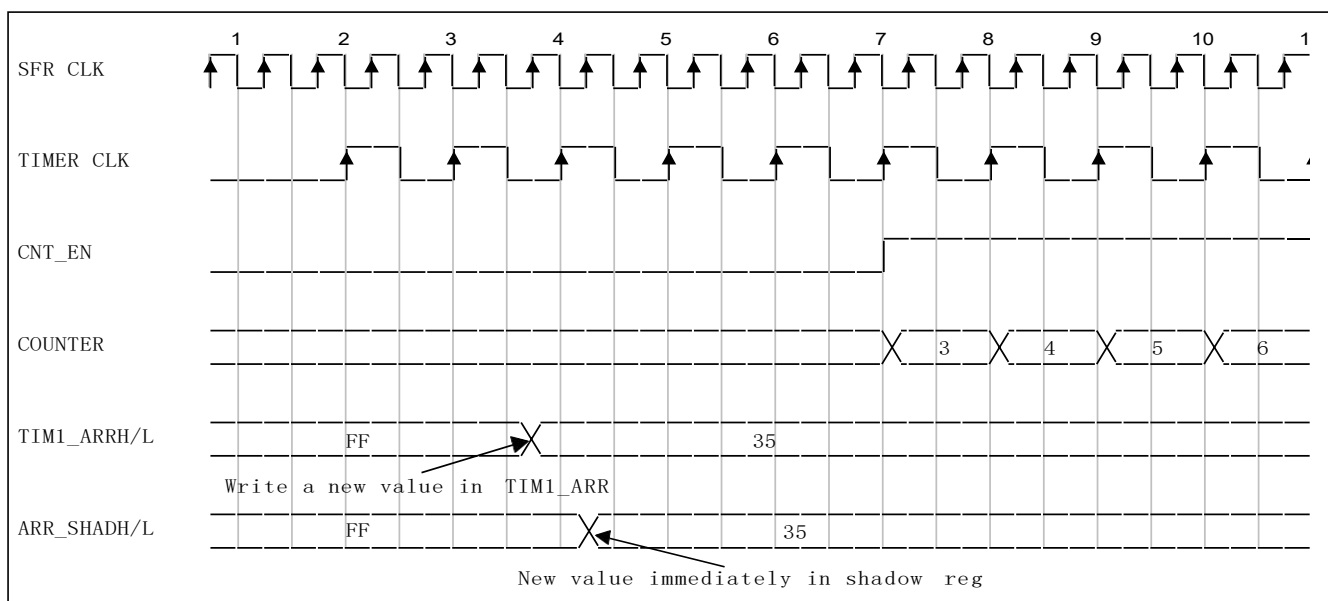 1 2 3 4 5 6 7 8 9 10 1
SFR CLK
TIMER CLK
CNT_EN
COUNTER 3 4 5 6
TIM1_ARRH/L FF 35
Write a new value in TIM1_ARR
ARR_SHADH/L FF 35
New value immediately in shadow reg